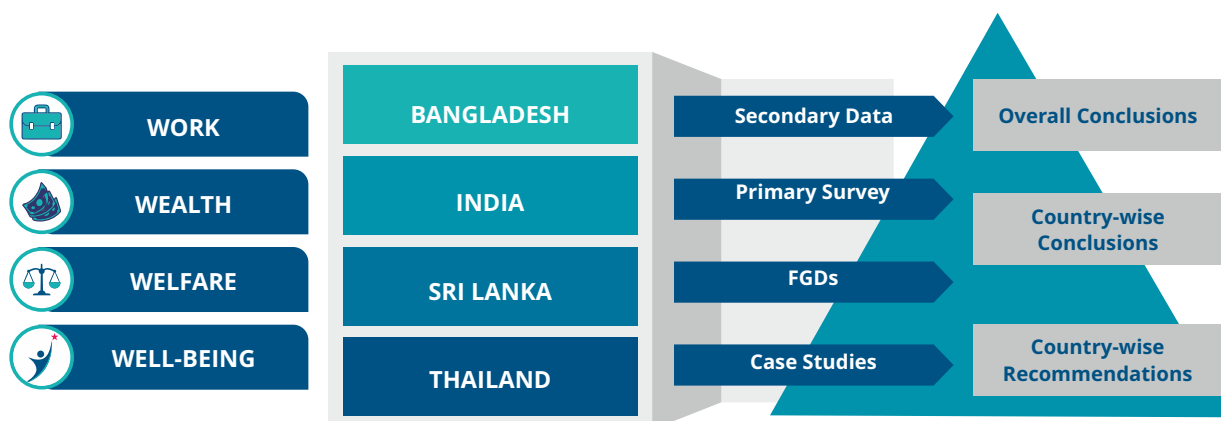 WORK
WEALTH
WELFARE
WELL-BEING
BANGLADESH
INDIA
SRI LANKA
THAILAND
Secondary Data
Primary Survey
FGDs
Case Studies
Overall Conclusions
Country-wise
Conclusions
Country-wise
Recommendations